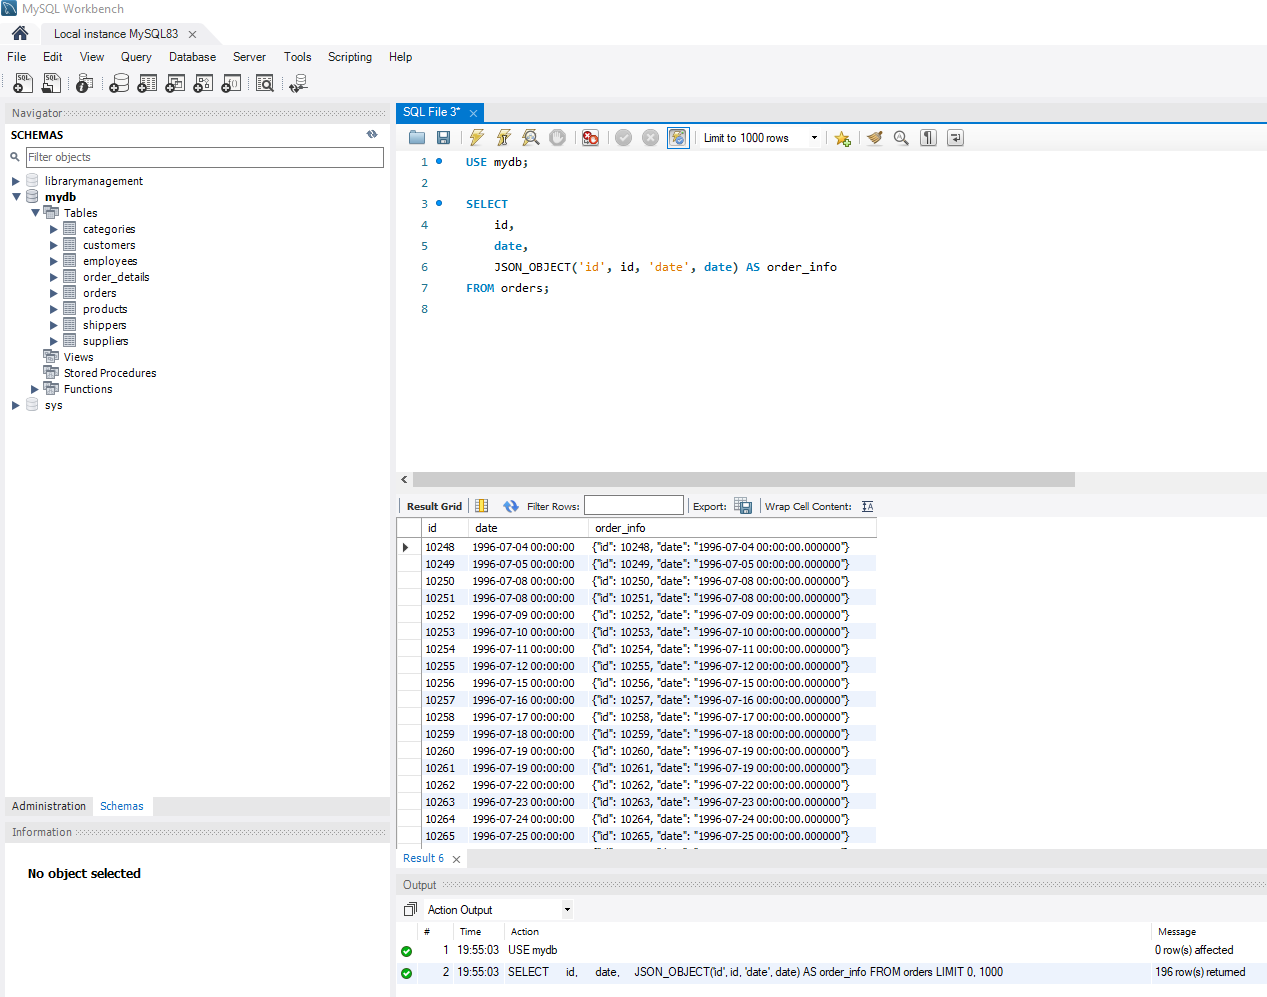 MySQL Workbench
Local instance MySQL83
File Edit View Query Database Server Tools Scripting Help
Navigator
SCHEMAS
Filter objects
librarymanagement
mydb
Tables
categories
customers
employees
order_details
orders
products
shippers
suppliers
Views
Stored Procedures
Functions
sys
Administration Schemas
Information
No object selected
SQL File 3*
Limit to 1000 rows
1 USE mydb;
2
3 SELECT
4 id,
5 date,
6 JSON_OBJECT('id', id, 'date', date) AS order_info
7 FROM orders;
8
Result Grid Filter Rows: Export: Wrap Cell Content:
id date order_info
10248 1996-07-04 00:00:00 {"id": 10248, "date": "1996-07-04 00:00:00.000000"}
10249 1996-07-05 00:00:00 {"id": 10249, "date": "1996-07-05 00:00:00.000000"}
10250 1996-07-08 00:00:00 {"id": 10250, "date": "1996-07-08 00:00:00.000000"}
10251 1996-07-08 00:00:00 {"id": 10251, "date": "1996-07-08 00:00:00.000000"}
10252 1996-07-09 00:00:00 {"id": 10252, "date": "1996-07-09 00:00:00.000000"}
10253 1996-07-10 00:00:00 {"id": 10253, "date": "1996-07-10 00:00:00.000000"}
10254 1996-07-11 00:00:00 {"id": 10254, "date": "1996-07-11 00:00:00.000000"}
10255 1996-07-12 00:00:00 {"id": 10255, "date": "1996-07-12 00:00:00.000000"}
10256 1996-07-15 00:00:00 {"id": 10256, "date": "1996-07-15 00:00:00.000000"}
10257 1996-07-16 00:00:00 {"id": 10257, "date": "1996-07-16 00:00:00.000000"}
10258 1996-07-17 00:00:00 {"id": 10258, "date": "1996-07-17 00:00:00.000000"}
10259 1996-07-18 00:00:00 {"id": 10259, "date": "1996-07-18 00:00:00.000000"}
10260 1996-07-19 00:00:00 {"id": 10260, "date": "1996-07-19 00:00:00.000000"}
10261 1996-07-19 00:00:00 {"id": 10261, "date": "1996-07-19 00:00:00.000000"}
10262 1996-07-22 00:00:00 {"id": 10262, "date": "1996-07-22 00:00:00.000000"}
10263 1996-07-23 00:00:00 {"id": 10263, "date": "1996-07-23 00:00:00.000000"}
10264 1996-07-24 00:00:00 {"id": 10264, "date": "1996-07-24 00:00:00.000000"}
10265 1996-07-25 00:00:00 {"id": 10265, "date": "1996-07-25 00:00:00.000000"}
Result 6
Output
Action Output
# Time Action Message
1 19:55:03 USE mydb 0 row(s) affected
2 19:55:03 SELECT id, date, JSON_OBJECT('id', id, 'date', date) AS order_info FROM orders LIMIT 0, 1000 196 row(s) returned